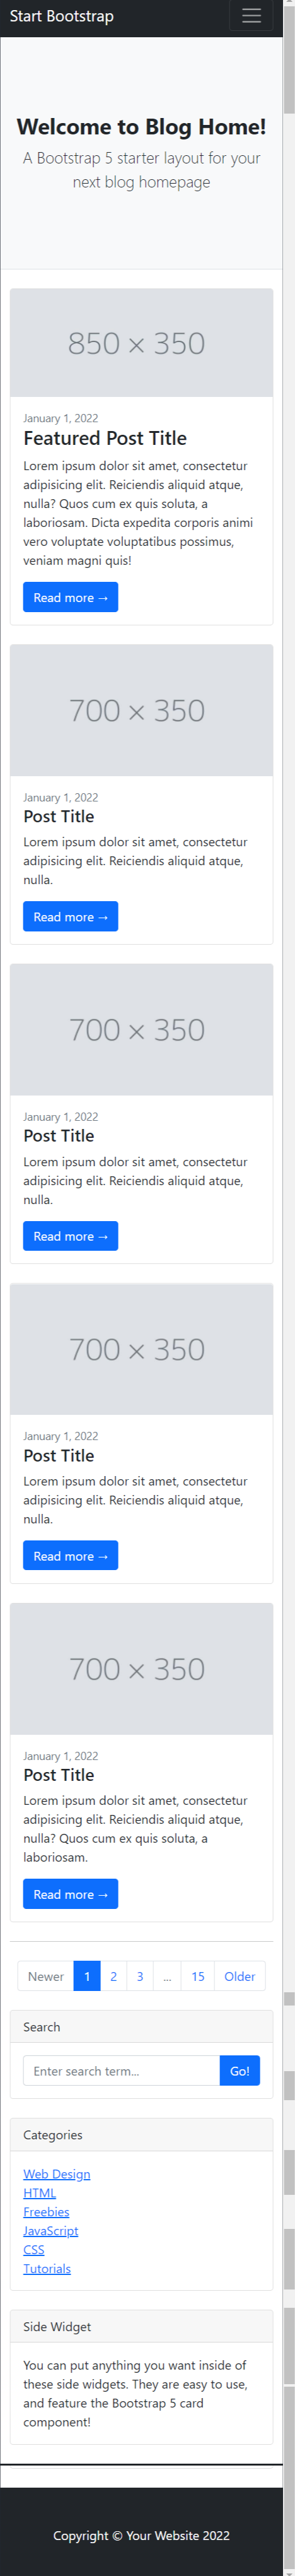 Start Bootstrap
Welcome to Blog Home!
A Bootstrap 5 starter layout for your
next blog homepage
850 × 350
January 1, 2022
Featured Post Title
Lorem ipsum dolor sit amet, consectetur
adipisicing elit. Reiciendis aliquid atque,
nulla? Quos cum ex quis soluta, a
laboriosam. Dicta expedita corporis animi
vero voluptate voluptatibus possimus,
veniam magni quis!
Read more →
700 × 350
January 1, 2022
Post Title
Lorem ipsum dolor sit amet, consectetur
adipisicing elit. Reiciendis aliquid atque,
nulla.
Read more →
700 × 350
January 1, 2022
Post Title
Lorem ipsum dolor sit amet, consectetur
adipisicing elit. Reiciendis aliquid atque,
nulla.
Read more →
700 × 350
January 1, 2022
Post Title
Lorem ipsum dolor sit amet, consectetur
adipisicing elit. Reiciendis aliquid atque,
nulla.
Read more →
700 × 350
January 1, 2022
Post Title
Lorem ipsum dolor sit amet, consectetur
adipisicing elit. Reiciendis aliquid atque,
nulla? Quos cum ex quis soluta, a
laboriosam.
Read more →
Newer 1 2 3 ... 15 Older
Search
Enter search term... Go!
Categories
Web Design
HTML
Freebies
JavaScript
CSS
Tutorials
Side Widget
You can put anything you want inside of
these side widgets. They are easy to use,
and feature the Bootstrap 5 card
component!
Copyright © Your Website 2022